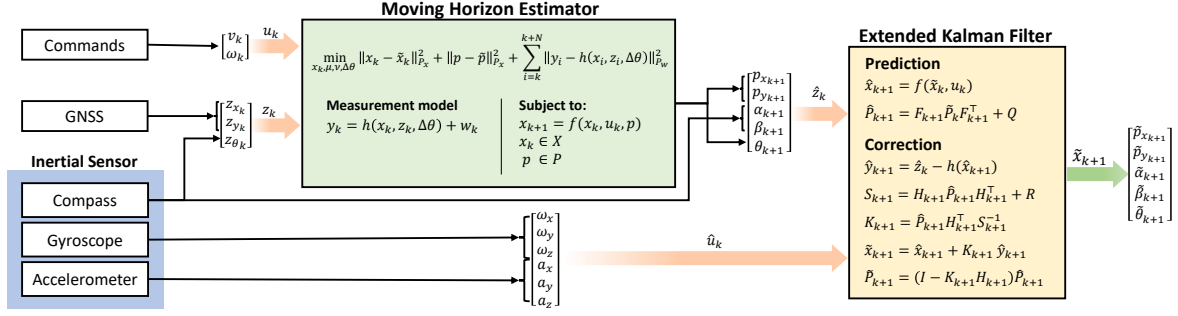 Moving Horizon Estimator
Commands
[v_k
ω_k]
u_k
min_{x_k,μ,ν,Δθ} ‖x_k − x̃_k‖²_{P_x} + ‖p − p̃‖²_{P_x} + ∑_{i=k}^{k+N} ‖y_i − h(x_i, z_i, Δθ)‖²_{P_w}
Measurement model
y_k = h(x_k, z_k, Δθ) + w_k
Subject to:
x_{k+1} = f(x_k, u_k, p)
x_k ∈ X
p ∈ P
GNSS
[z_{x_k}
z_{y_k}
z_{θ_k}]
z_k
Inertial Sensor
Compass
Gyroscope
Accelerometer
[ω_x
ω_y
ω_z
a_x
a_y
a_z]
û_k
[p_{x_{k+1}}
p_{y_{k+1}}
α_{k+1}
β_{k+1}
θ_{k+1}]
ẑ_k
Extended Kalman Filter
Prediction
x̂_{k+1} = f(x̃_k, u_k)
P̂_{k+1} = F_{k+1}P̃_kF_{k+1}^⊤ + Q
Correction
ŷ_{k+1} = ẑ_k − h(x̂_{k+1})
S_{k+1} = H_{k+1}P̂_{k+1}H_{k+1}^⊤ + R
K_{k+1} = P̂_{k+1}H_{k+1}^⊤S_{k+1}^{−1}
x̃_{k+1} = x̂_{k+1} + K_{k+1} ŷ_{k+1}
P̃_{k+1} = (I − K_{k+1}H_{k+1})P̂_{k+1}
x̃_{k+1}
[p̃_{x_{k+1}}
p̃_{y_{k+1}}
α̃_{k+1}
β̃_{k+1}
θ̃_{k+1}]